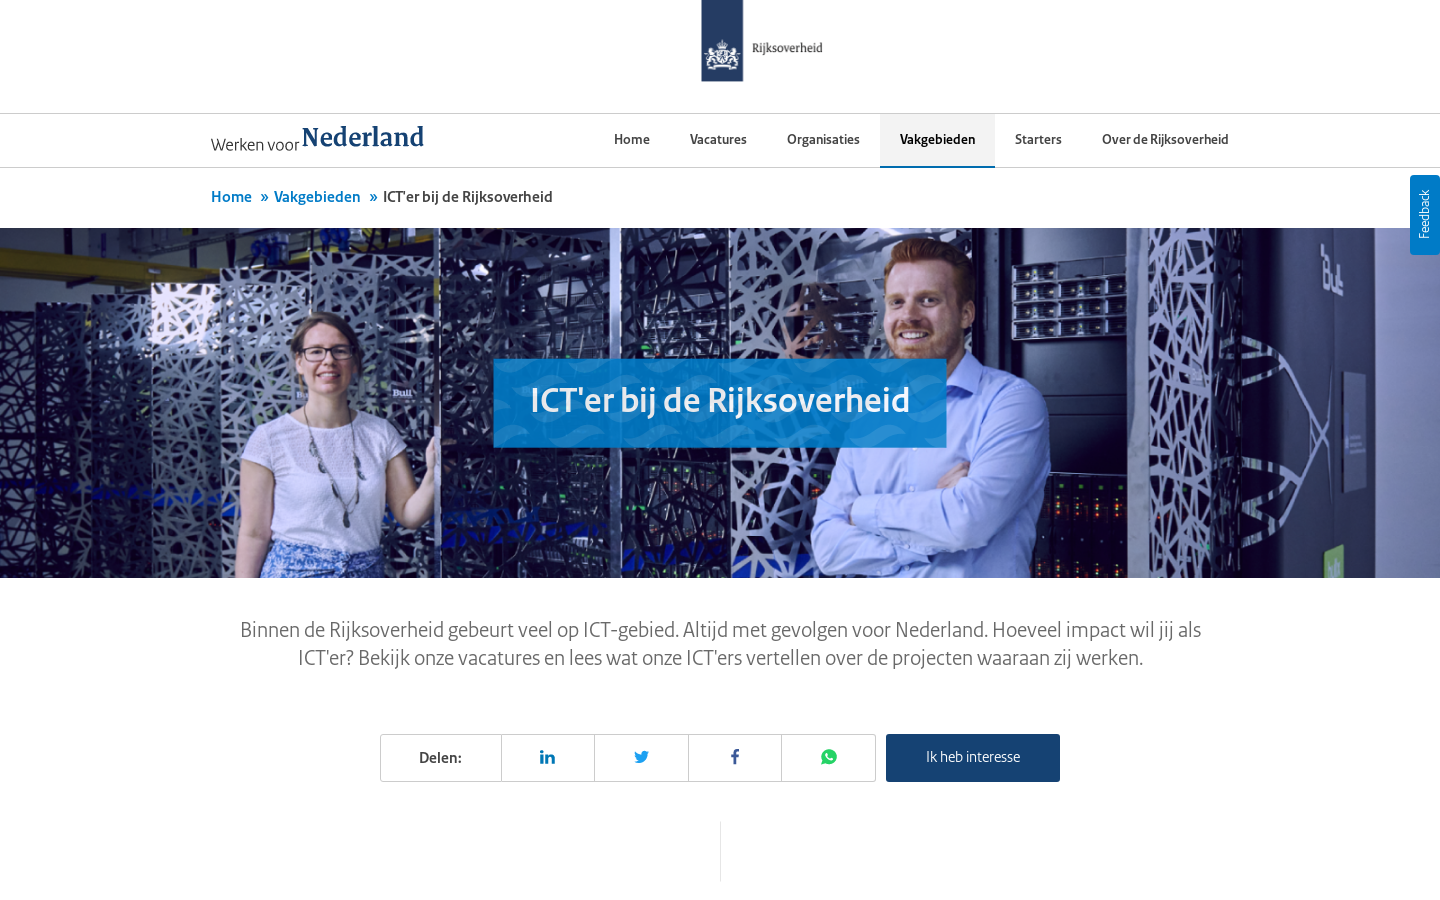 Rijksoverheid
Werken voor Nederland
Home
Vacatures
Organisaties
Vakgebieden
Starters
Over de Rijksoverheid
Home » Vakgebieden » ICT'er bij de Rijksoverheid
Feedback
Bull
Bull
ICT'er bij de Rijksoverheid
Binnen de Rijksoverheid gebeurt veel op ICT-gebied. Altijd met gevolgen voor Nederland. Hoeveel impact wil jij als
ICT'er? Bekijk onze vacatures en lees wat onze ICT'ers vertellen over de projecten waaraan zij werken.
Delen:
Ik heb interesse